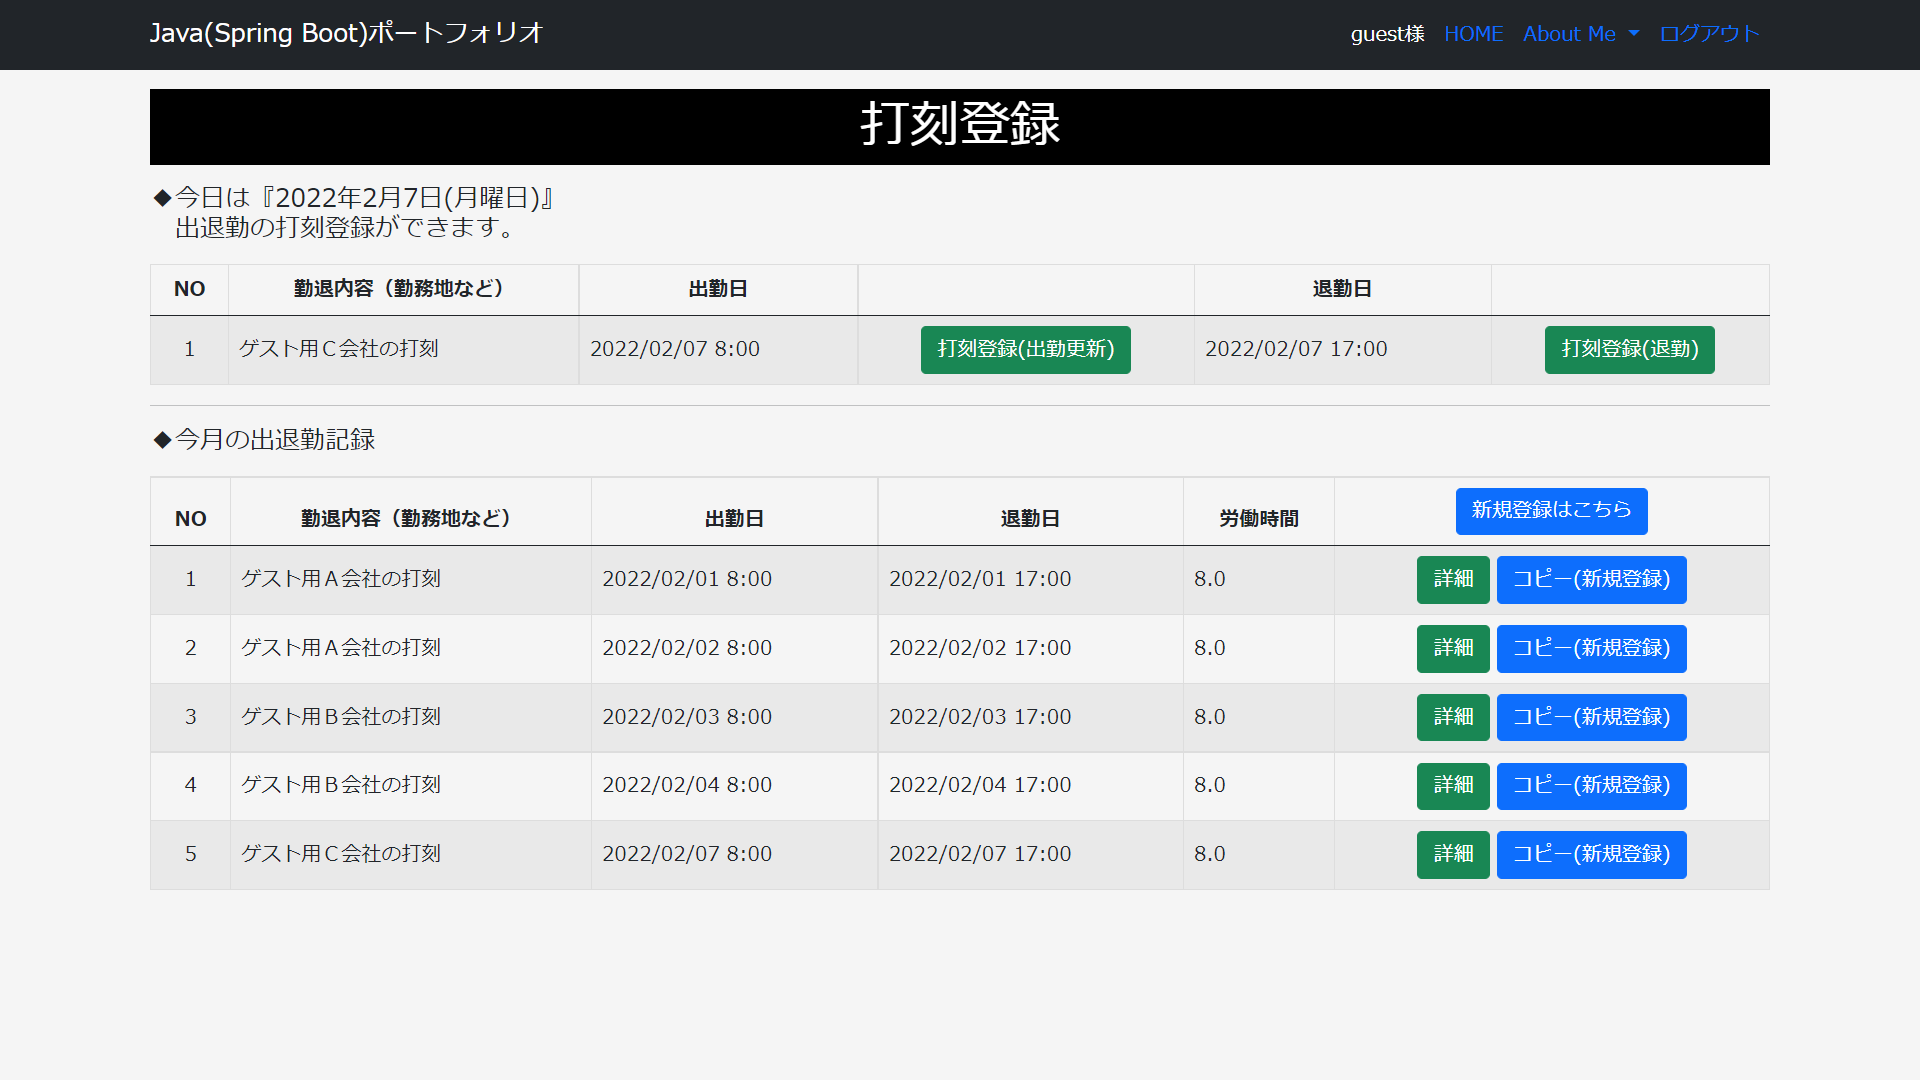 Java(Spring Boot)ポートフォリオ
guest様 HOME About Me ログアウト
打刻登録
◆今日は『2022年2月7日(月曜日)』
出退勤の打刻登録ができます。
NO 勤退内容（勤務地など） 出勤日 退勤日
1 ゲスト用Ｃ会社の打刻 2022/02/07 8:00 打刻登録(出勤更新) 2022/02/07 17:00 打刻登録(退勤)
◆今月の出退勤記録
NO 勤退内容（勤務地など） 出勤日 退勤日 労働時間 新規登録はこちら
1 ゲスト用Ａ会社の打刻 2022/02/01 8:00 2022/02/01 17:00 8.0 詳細 コピー(新規登録)
2 ゲスト用Ａ会社の打刻 2022/02/02 8:00 2022/02/02 17:00 8.0 詳細 コピー(新規登録)
3 ゲスト用Ｂ会社の打刻 2022/02/03 8:00 2022/02/03 17:00 8.0 詳細 コピー(新規登録)
4 ゲスト用Ｂ会社の打刻 2022/02/04 8:00 2022/02/04 17:00 8.0 詳細 コピー(新規登録)
5 ゲスト用Ｃ会社の打刻 2022/02/07 8:00 2022/02/07 17:00 8.0 詳細 コピー(新規登録)